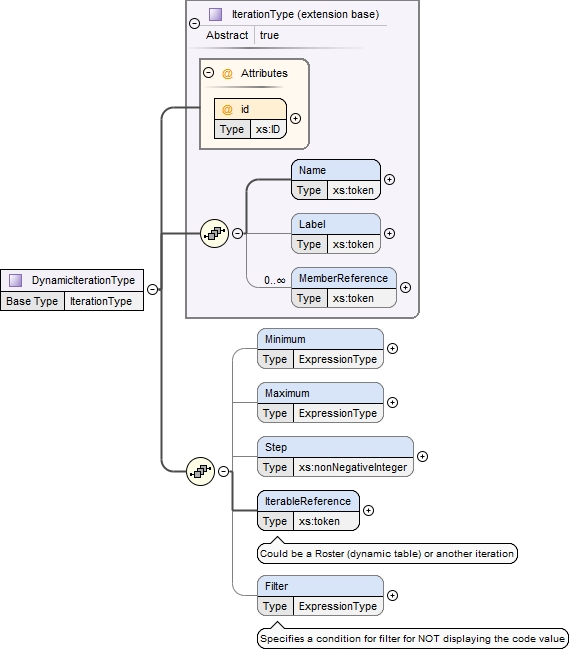 IterationType (extension base)
Abstract true
@ Attributes
@ id
Type xs:ID
Name
Type xs:token
Label
Type xs:token
0..∞ MemberReference
Type xs:token
DynamicIterationType
Base Type IterationType
Minimum
Type ExpressionType
Maximum
Type ExpressionType
Step
Type xs:nonNegativeInteger
IterableReference
Type xs:token
Could be a Roster (dynamic table) or another iteration
Filter
Type ExpressionType
Specifies a condition for filter for NOT displaying the code value